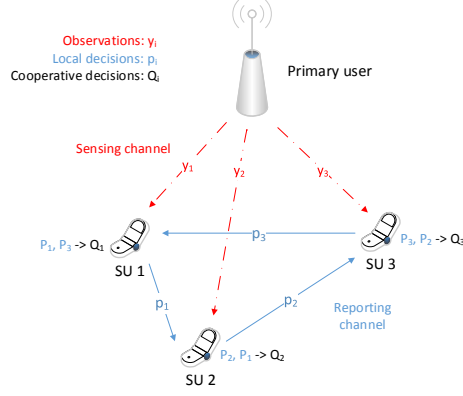 Observations: yᵢ
Local decisions: pᵢ
Cooperative decisions: Qᵢ
Primary user
Sensing channel
y₁
y₂
y₃
P₁, P₃ -> Q₁
p₃
P₃, P₂ -> Q₃
SU 1
SU 3
p₁
p₂
Reporting
channel
P₂, P₁ -> Q₂
SU 2